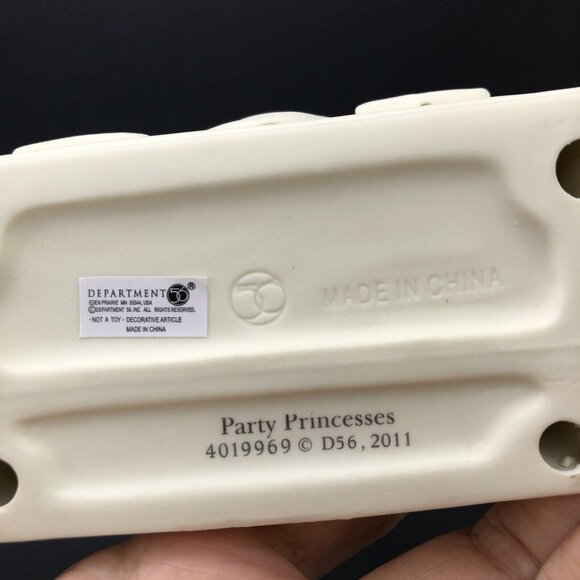 DEPARTMENT 56®
EDEN PRAIRIE MN 55344, USA
©DEPARTMENT 56, INC ALL RIGHTS RESERVED.
- NOT A TOY - DECORATIVE ARTICLE
MADE IN CHINA
56 MADE IN CHINA
Party Princesses
4019969 © D56, 2011